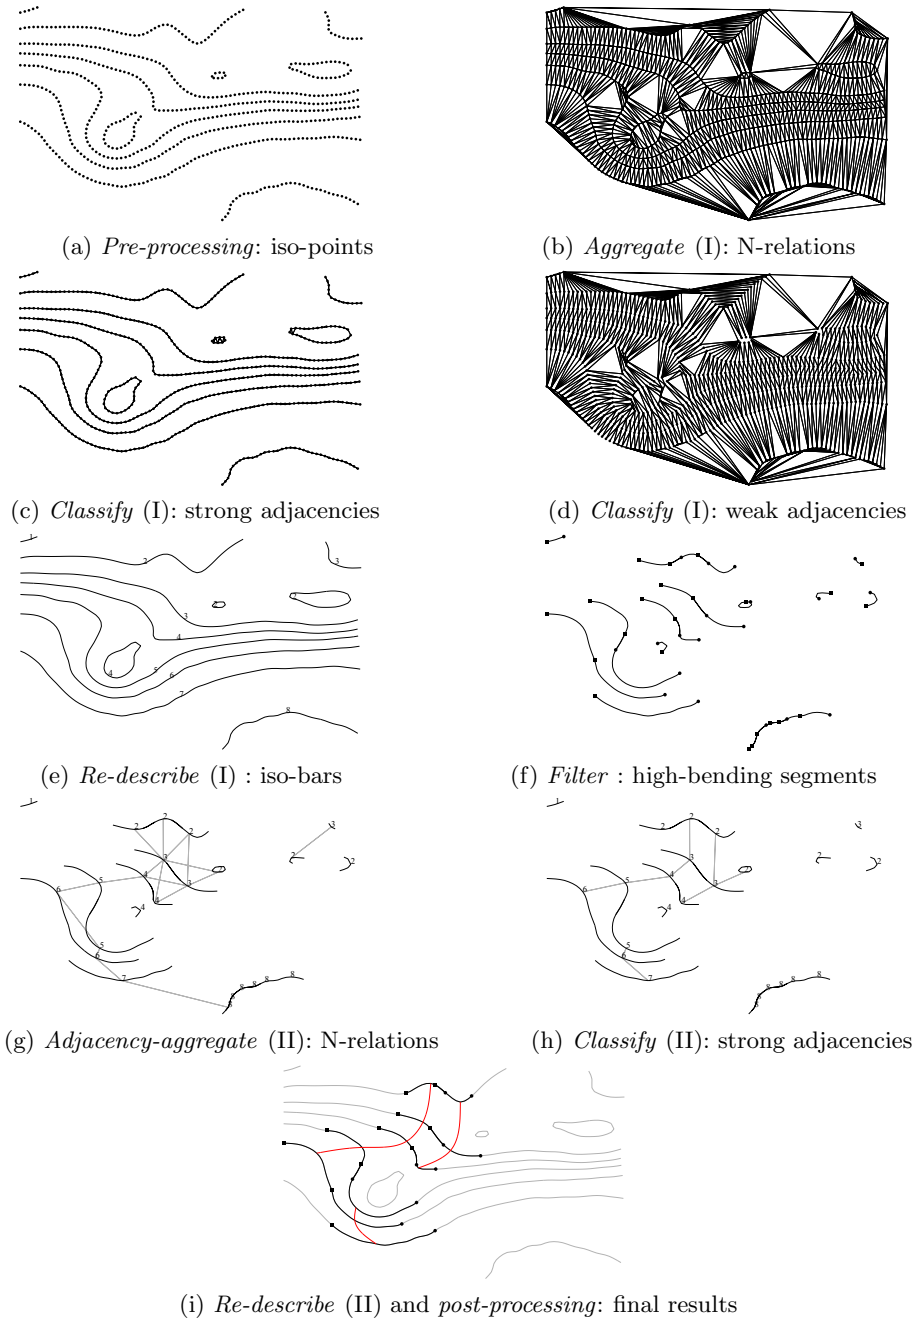 (a) Pre-processing: iso-points
(b) Aggregate (I): N-relations
(c) Classify (I): strong adjacencies
(d) Classify (I): weak adjacencies
(e) Re-describe (I) : iso-bars
(f) Filter : high-bending segments
(g) Adjacency-aggregate (II): N-relations
(h) Classify (II): strong adjacencies
(i) Re-describe (II) and post-processing: final results